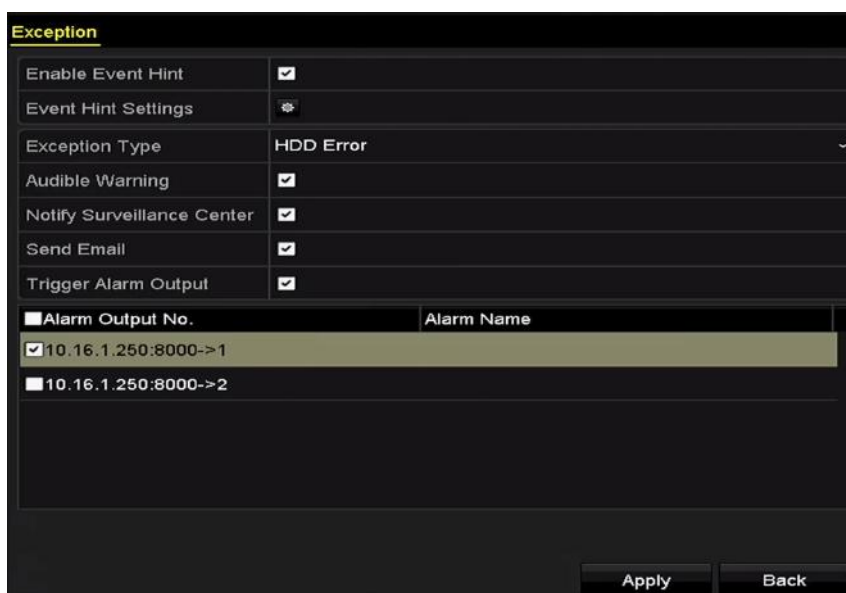 Exception
Enable Event Hint
Event Hint Settings
Exception Type HDD Error
Audible Warning
Notify Surveillance Center
Send Email
Trigger Alarm Output
Alarm Output No. Alarm Name
10.16.1.250:8000->1
10.16.1.250:8000->2
Apply Back